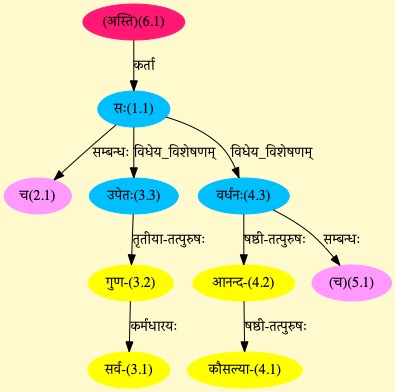 (अस्ति)(6.1)
कर्ता
सः(1.1)
सम्बन्धः विधेय_विशेषणम् विधेय_विशेषणम्
च(2.1) उपेतः(3.3) वर्धनः(4.3)
तृतीया-तत्पुरुषः षष्ठी-तत्पुरुषः सम्बन्धः
गुण-(3.2) आनन्द-(4.2) (च)(5.1)
कर्मधारयः षष्ठी-तत्पुरुषः
सर्व-(3.1) कौसल्या-(4.1)